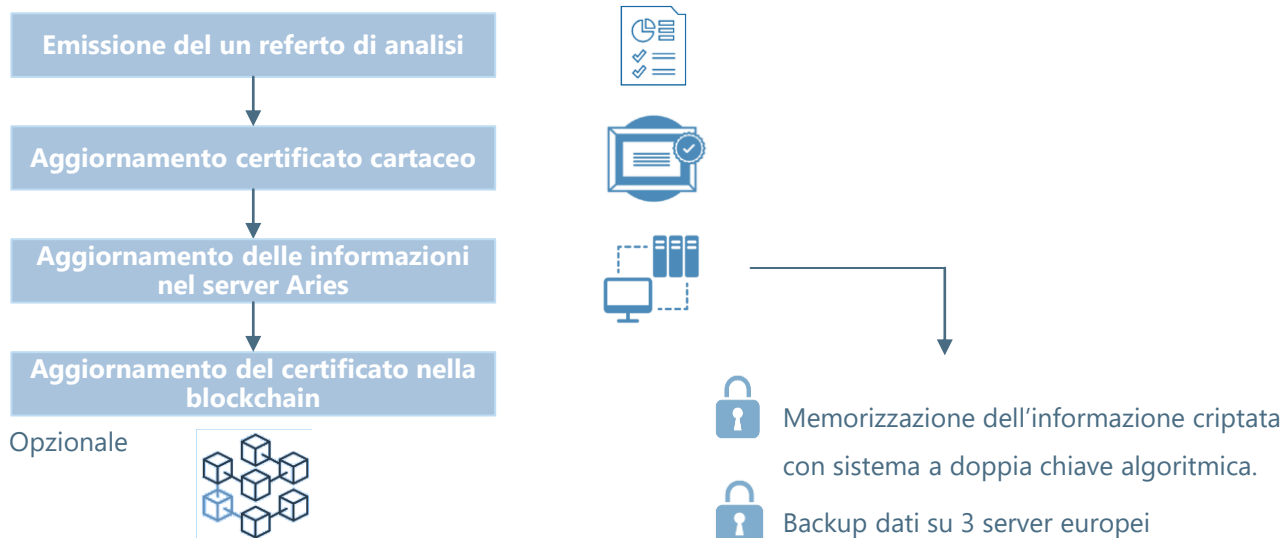 Emissione del un referto di analisi
Aggiornamento certificato cartaceo
Aggiornamento delle informazioni
nel server Aries
Aggiornamento del certificato nella
blockchain
Opzionale
Memorizzazione dell’informazione criptata
con sistema a doppia chiave algoritmica.
Backup dati su 3 server europei